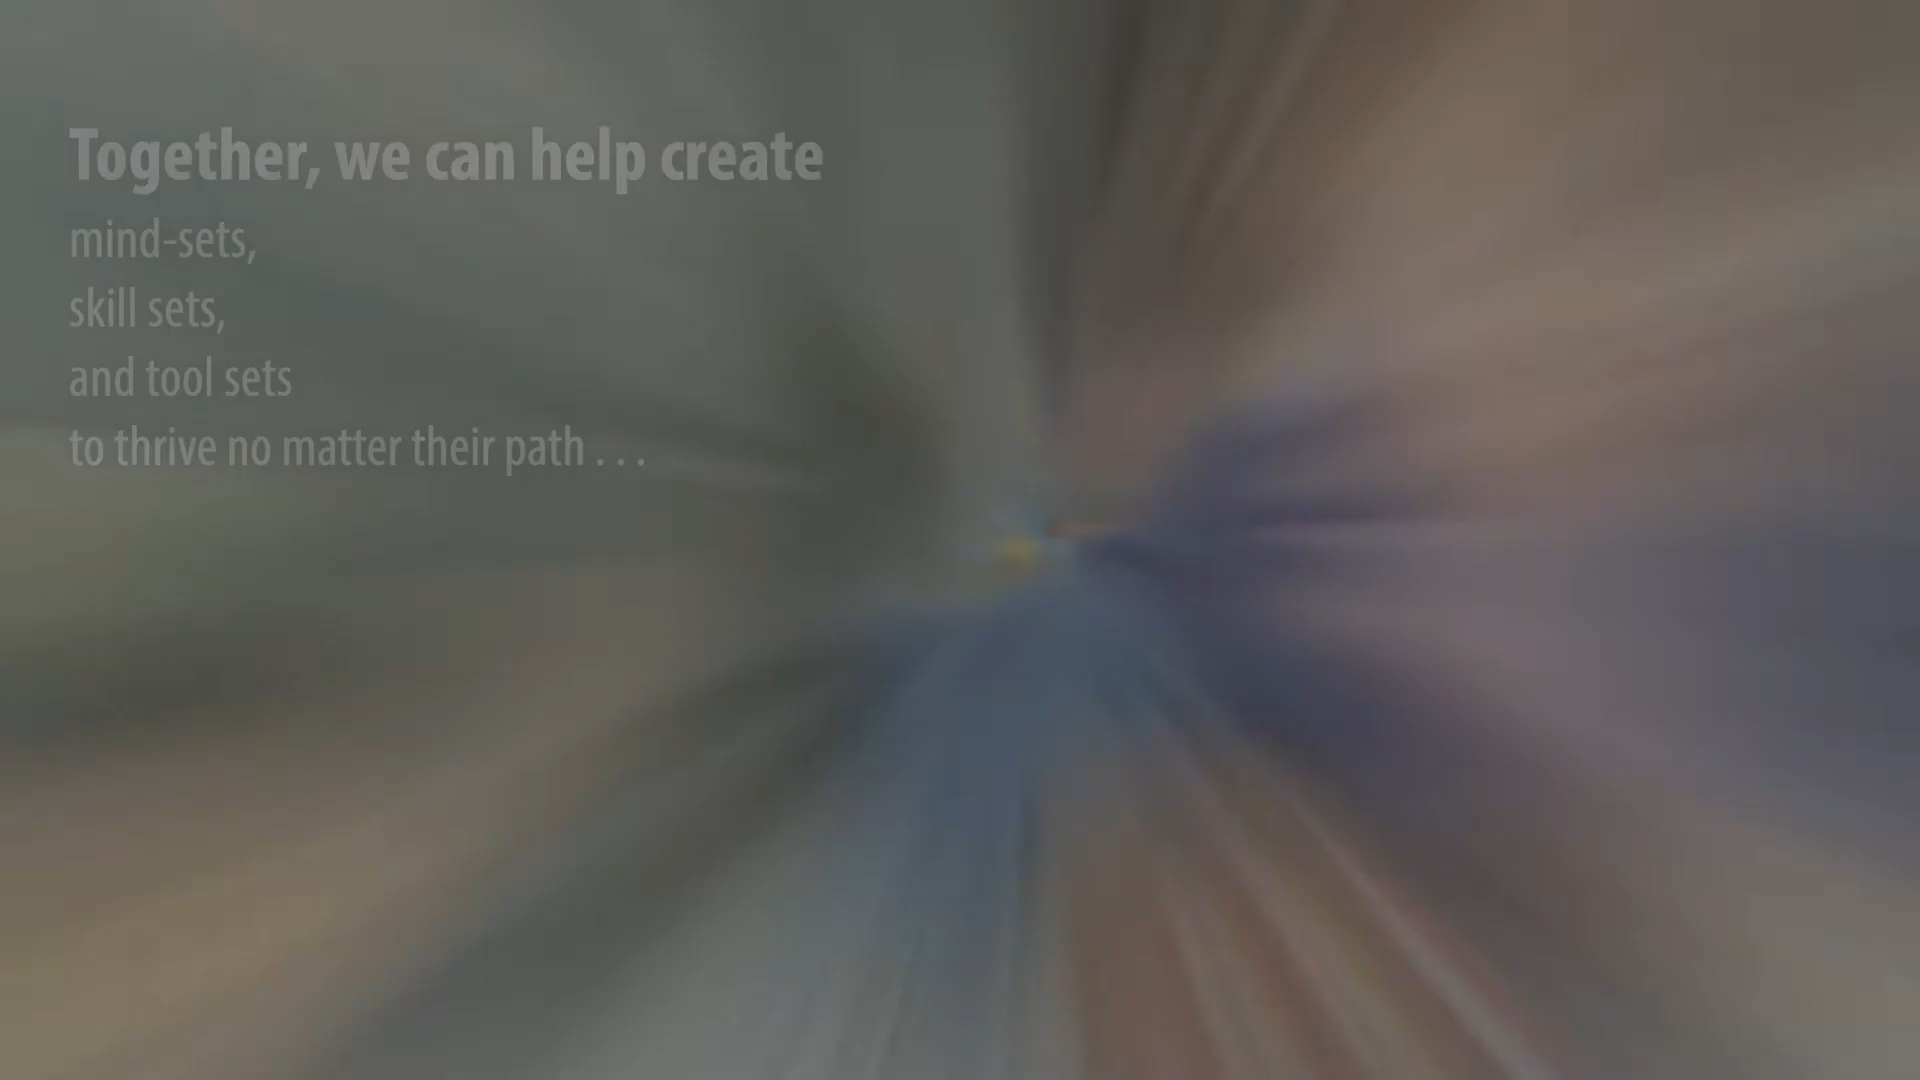 Together, we can help create
mind-sets,
skill sets,
and tool sets
to thrive no matter their path . . .